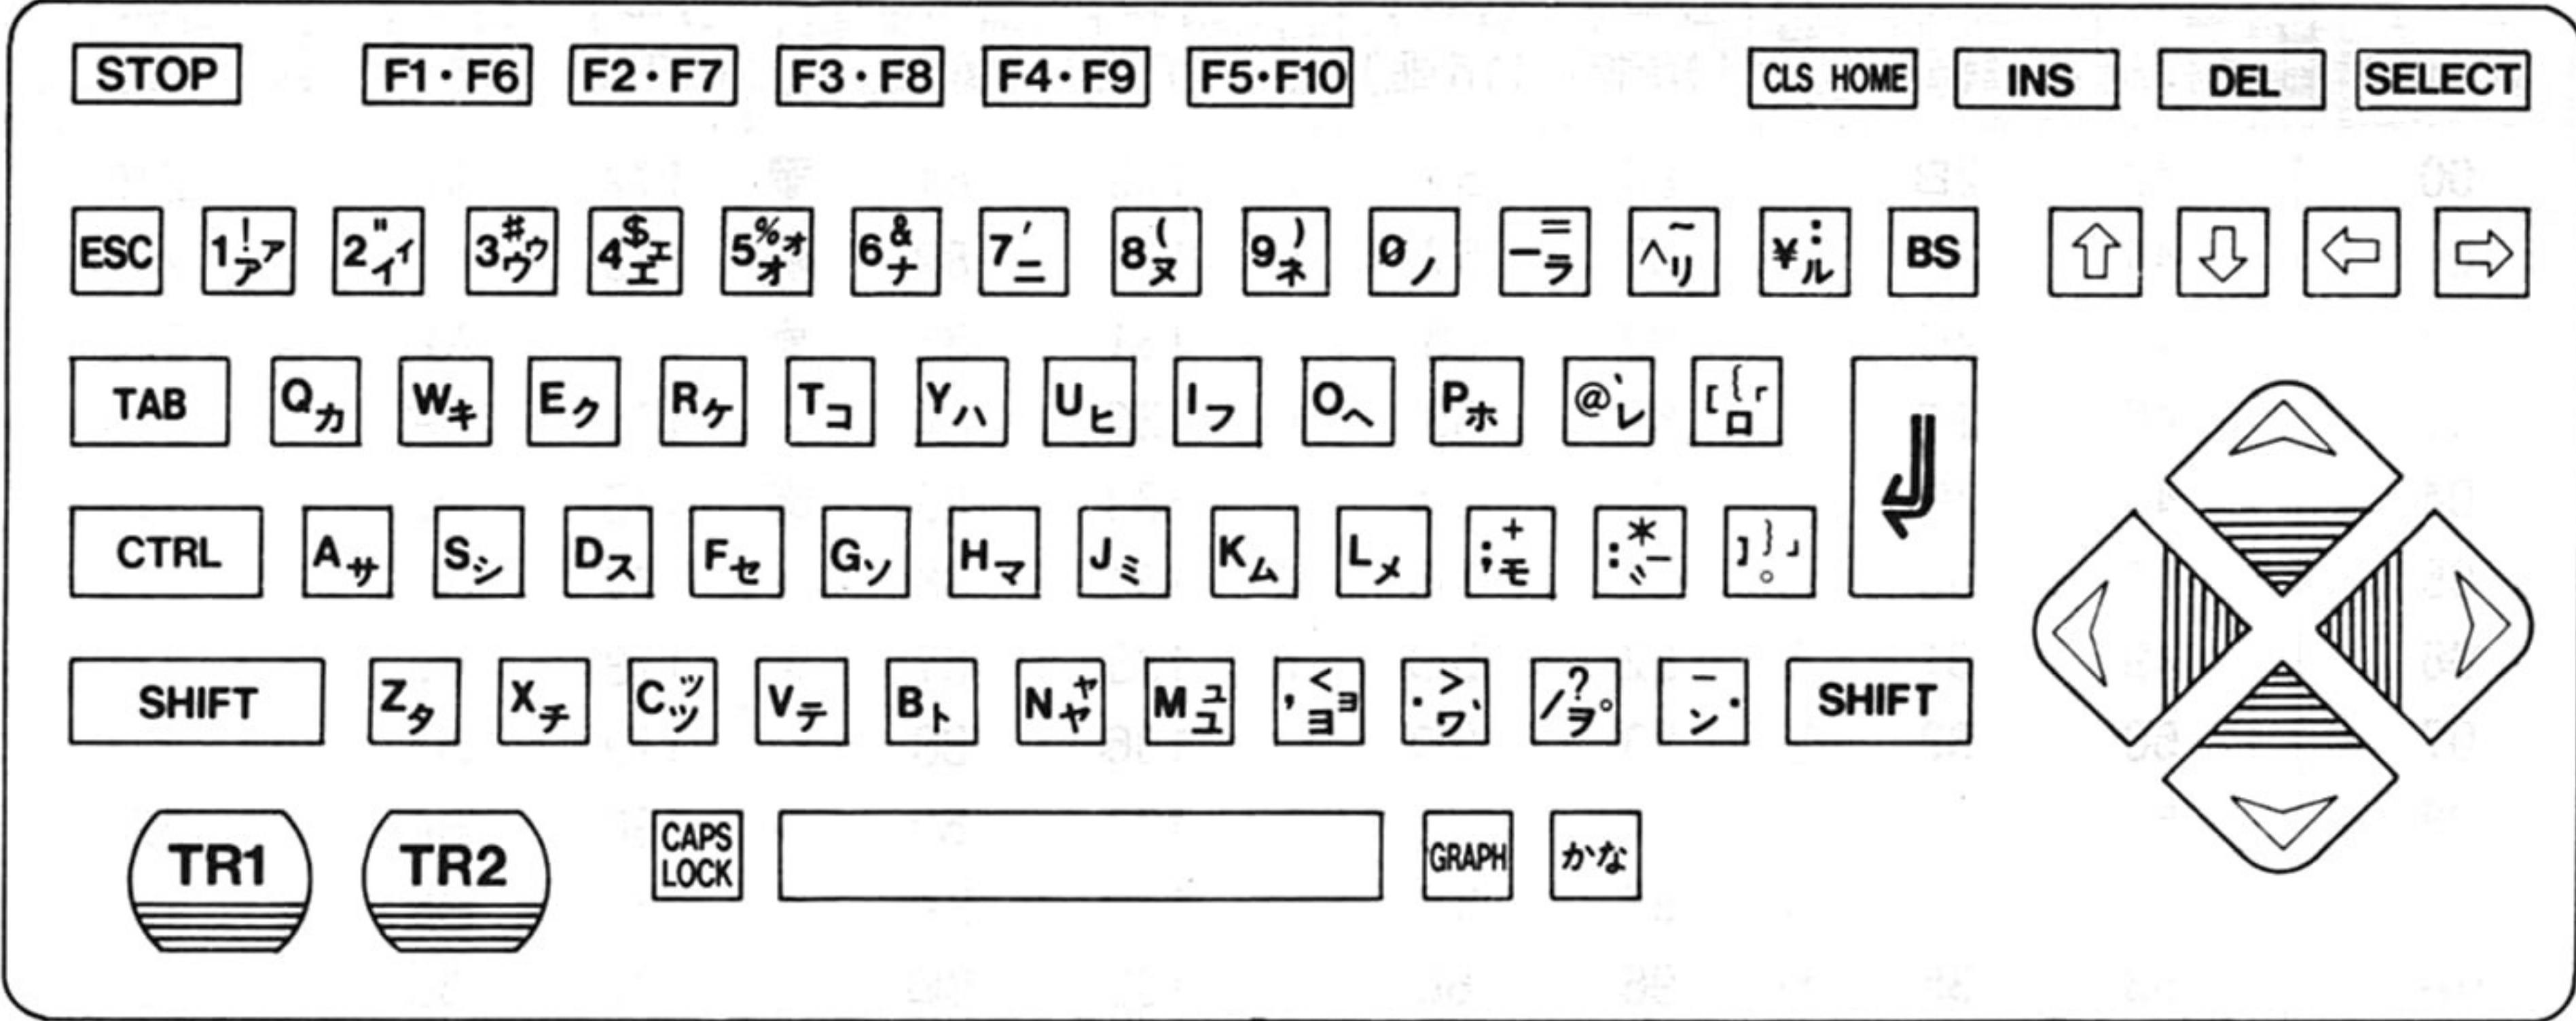 STOP F1・F6 F2・F7 F3・F8 F4・F9 F5・F10 CLS HOME INS DEL SELECT
ESC 1!ァア 2"ィイ 3#ゥウ 4$ェエ 5%ォオ 6&ナ 7'ニ 8(ヌ 9)ネ 0ノ -=ラ ^~リ ¥:ル BS ⇧ ⇩ ⇦ ⇨
TAB Qカ Wキ Eク Rケ Tコ Yハ Uヒ Iフ Oヘ Pホ @`レ [{「ロ
CTRL Aサ Sシ Dス Fセ Gソ Hマ Jミ Kム Lメ ;+モ :*ー゛ ]}」゜
SHIFT Zタ Xチ Cッツ Vテ Bト Nャヤ Mュユ ,<ョヨ .>、ワ /?。ヲ _・ン SHIFT
TR1 TR2 CAPS LOCK GRAPH かな